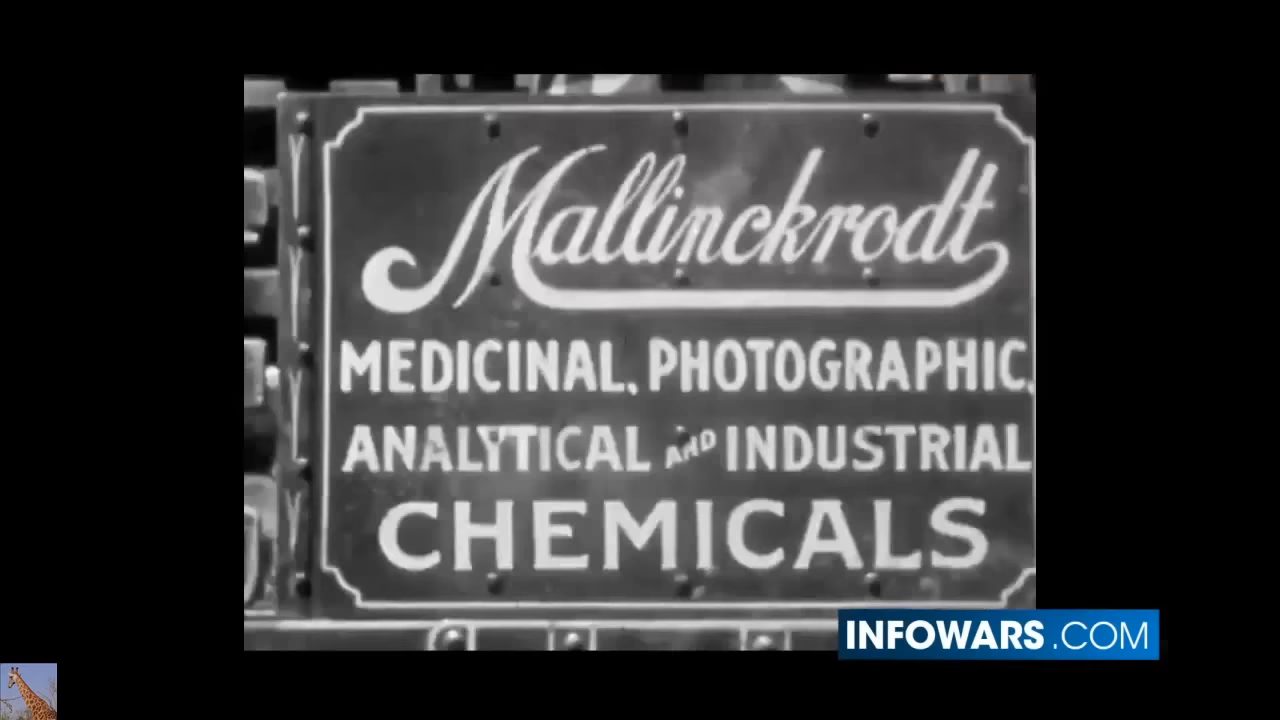 Mallinckrodt
MEDICINAL, PHOTOGRAPHIC,
ANALYTICAL AND INDUSTRIAL
CHEMICALS
INFOWARS.COM